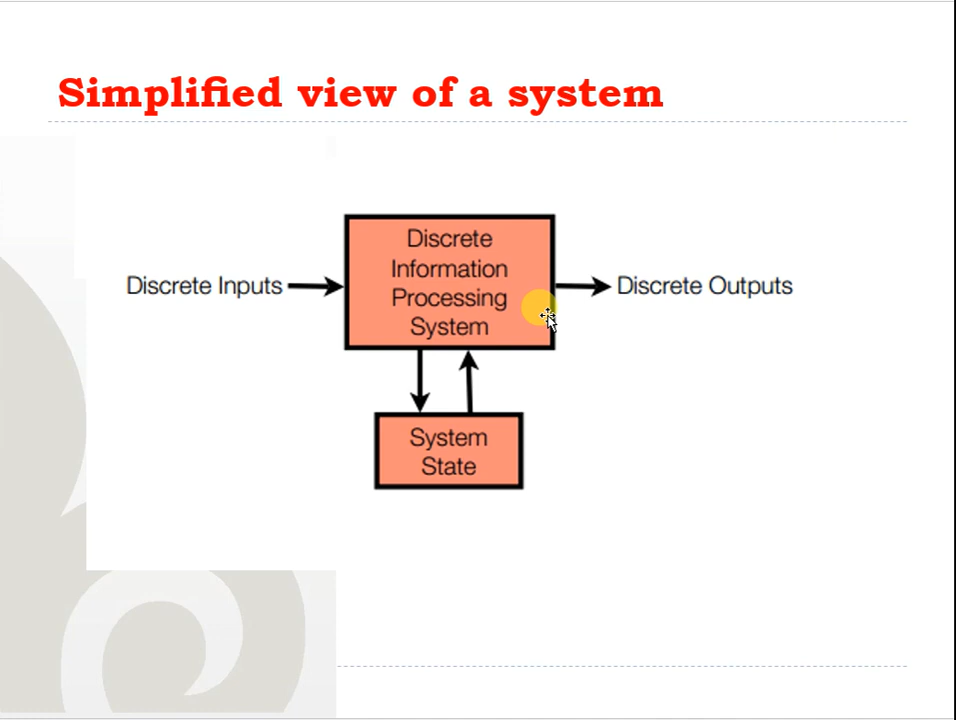 Simplified view of a system
Discrete
Information
Processing
System
Discrete Inputs
Discrete Outputs
System
State